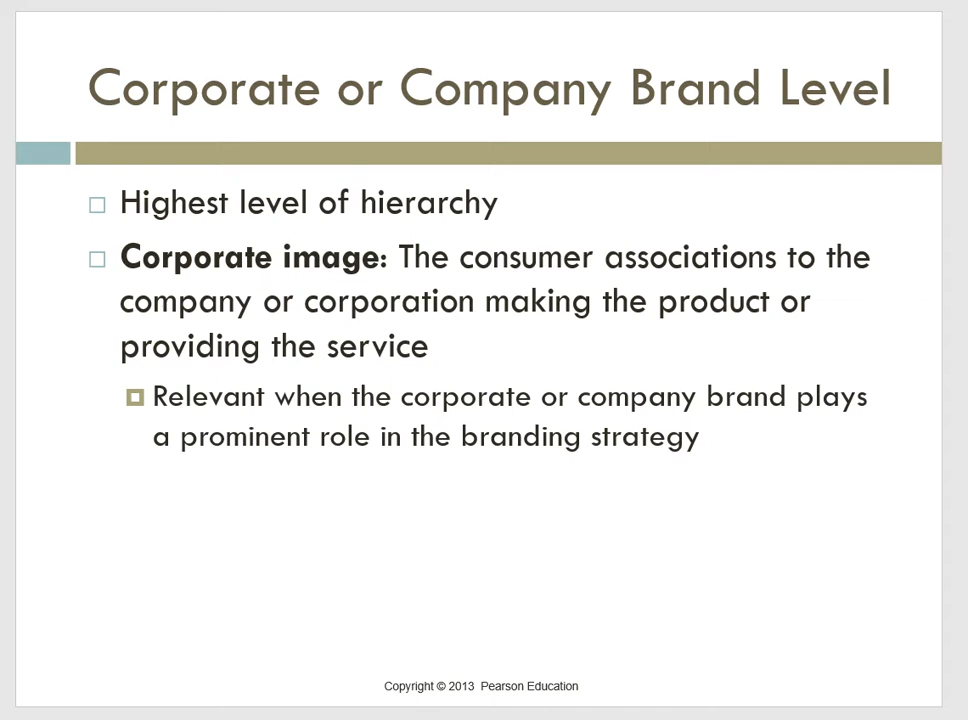 Corporate or Company Brand Level
Highest level of hierarchy
Corporate image: The consumer associations to the
company or corporation making the product or
providing the service
Relevant when the corporate or company brand plays
a prominent role in the branding strategy
Copyright © 2013 Pearson Education